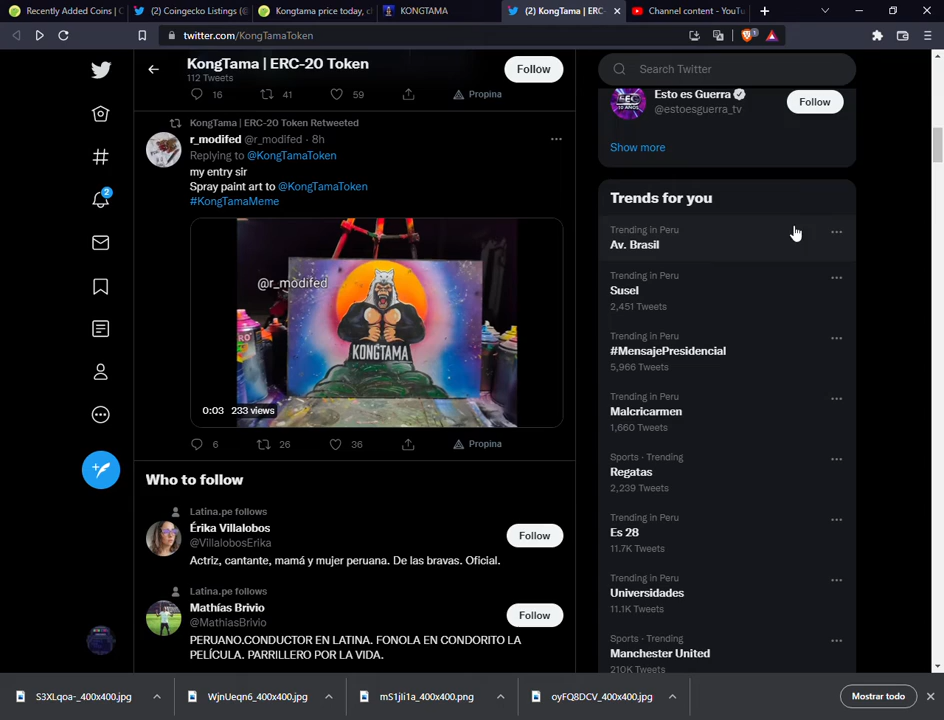 Recently Added Coins | C
(2) Coingecko Listings (@
Kongtama price today, c
KONGTAMA
(2) KongTama | ERC-
Channel content - YouTu
twitter.com/KongTamaToken
KongTama | ERC-20 Token
112 Tweets
Follow
16 41 59 Propina
KongTama | ERC-20 Token Retweeted
r_modifed @r_modifed · 8h
Replying to @KongTamaToken
my entry sir
Spray paint art to @KongTamaToken
#KongTamaMeme
@r_modifed
KONGTAMA
0:03 233 views
6 26 36 Propina
Who to follow
Latina.pe follows
Érika Villalobos
@VillalobosErika
Follow
Actriz, cantante, mamá y mujer peruana. De las bravas. Oficial.
Latina.pe follows
Mathías Brivio
@MathiasBrivio
Follow
PERUANO.CONDUCTOR EN LATINA. FONOLA EN CONDORITO LA
PELÍCULA. PARRILLERO POR LA VIDA.
Search Twitter
Esto es Guerra
@estoesguerra_tv
Follow
Show more
Trends for you
Trending in Peru
Av. Brasil
Trending in Peru
Susel
2,451 Tweets
Trending in Peru
#MensajePresidencial
5,966 Tweets
Trending in Peru
Malcricarmen
1,660 Tweets
Sports · Trending
Regatas
2,239 Tweets
Trending in Peru
Es 28
11.7K Tweets
Trending in Peru
Universidades
11.1K Tweets
Sports · Trending
Manchester United
210K Tweets
2
S3XLqoa-_400x400.jpg
WjnUeqn6_400x400.jpg
mS1jli1a_400x400.png
oyFQ8DCV_400x400.jpg
Mostrar todo